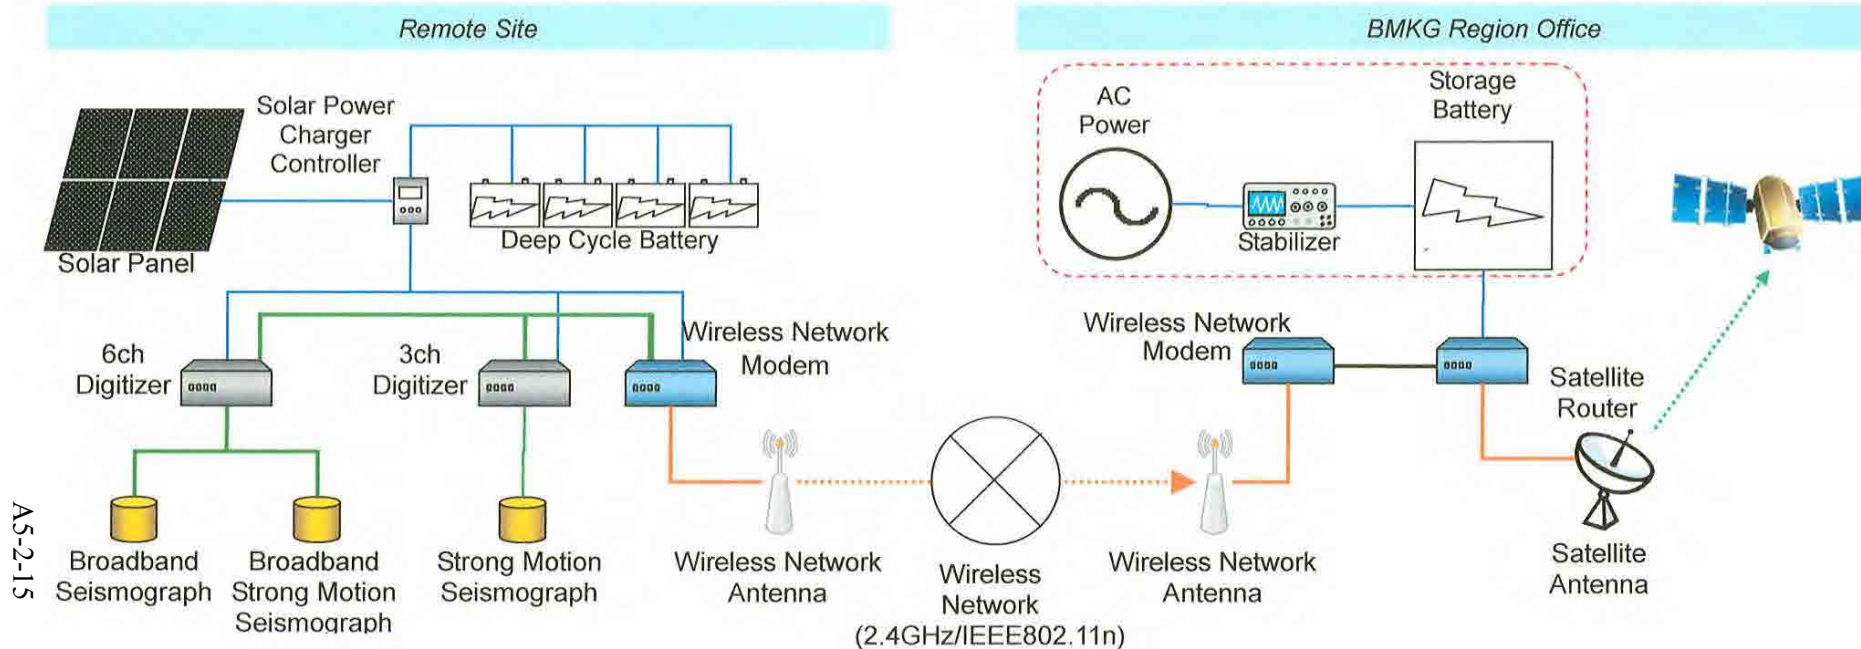 Remote Site
BMKG Region Office
Solar Power
Charger
Controller
Solar Panel
Deep Cycle Battery
AC
Power
Stabilizer
Storage
Battery
6ch
Digitizer
3ch
Digitizer
Wireless Network
Modem
Wireless Network
Modem
Satellite
Router
Broadband
Seismograph
Broadband
Strong Motion
Seismograph
Strong Motion
Seismograph
Wireless Network
Antenna
Wireless
Network
(2.4GHz/IEEE802.11n)
Wireless Network
Antenna
Satellite
Antenna
A5-2-15